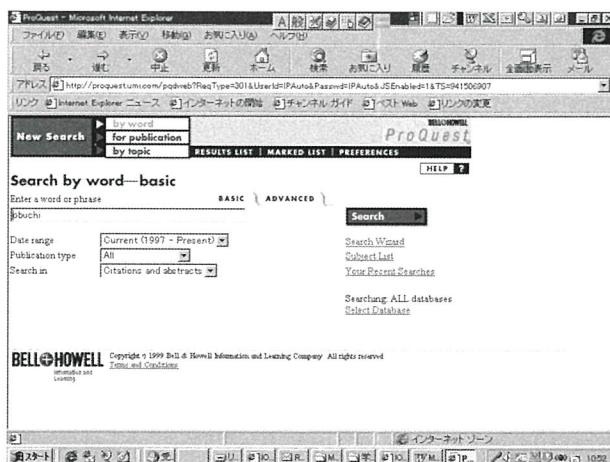 ProQuest - Microsoft Internet Explorer
A 般
ファイル(F) 編集(E) 表示(V) 移動(G) お気に入り(A) ヘルプ(H)
戻る 進む 中止 更新 ホーム 検索 お気に入り 履歴 チャンネル 全画面表示 メール
アドレス http://proquest.umi.com/pqdweb?ReqType=301&UserId=IPAuto&Passwd=IPAuto&JSEnabled=1&TS=941506907
リンク Internet Explorer ニュース インターネットの開始 チャンネル ガイド ベスト Web リンクの変更
New Search
by word
for publication
by topic
BELL&HOWELL
ProQuest
RESULTS LIST | MARKED LIST | PREFERENCES
HELP ?
Search by word—basic
Enter a word or phrase
BASIC ADVANCED
obuchi
Search
Date range Current (1997 - Present)
Publication type All
Search in Citations and abstracts
Search Wizard
Subject List
Your Recent Searches
Searching: ALL databases
Select Database
BELL HOWELL
Information and
Learning
Copyright © 1999 Bell & Howell Information and Learning Company All rights reserved
Terms and Conditions
インターネット ゾーン
スタート
10:52